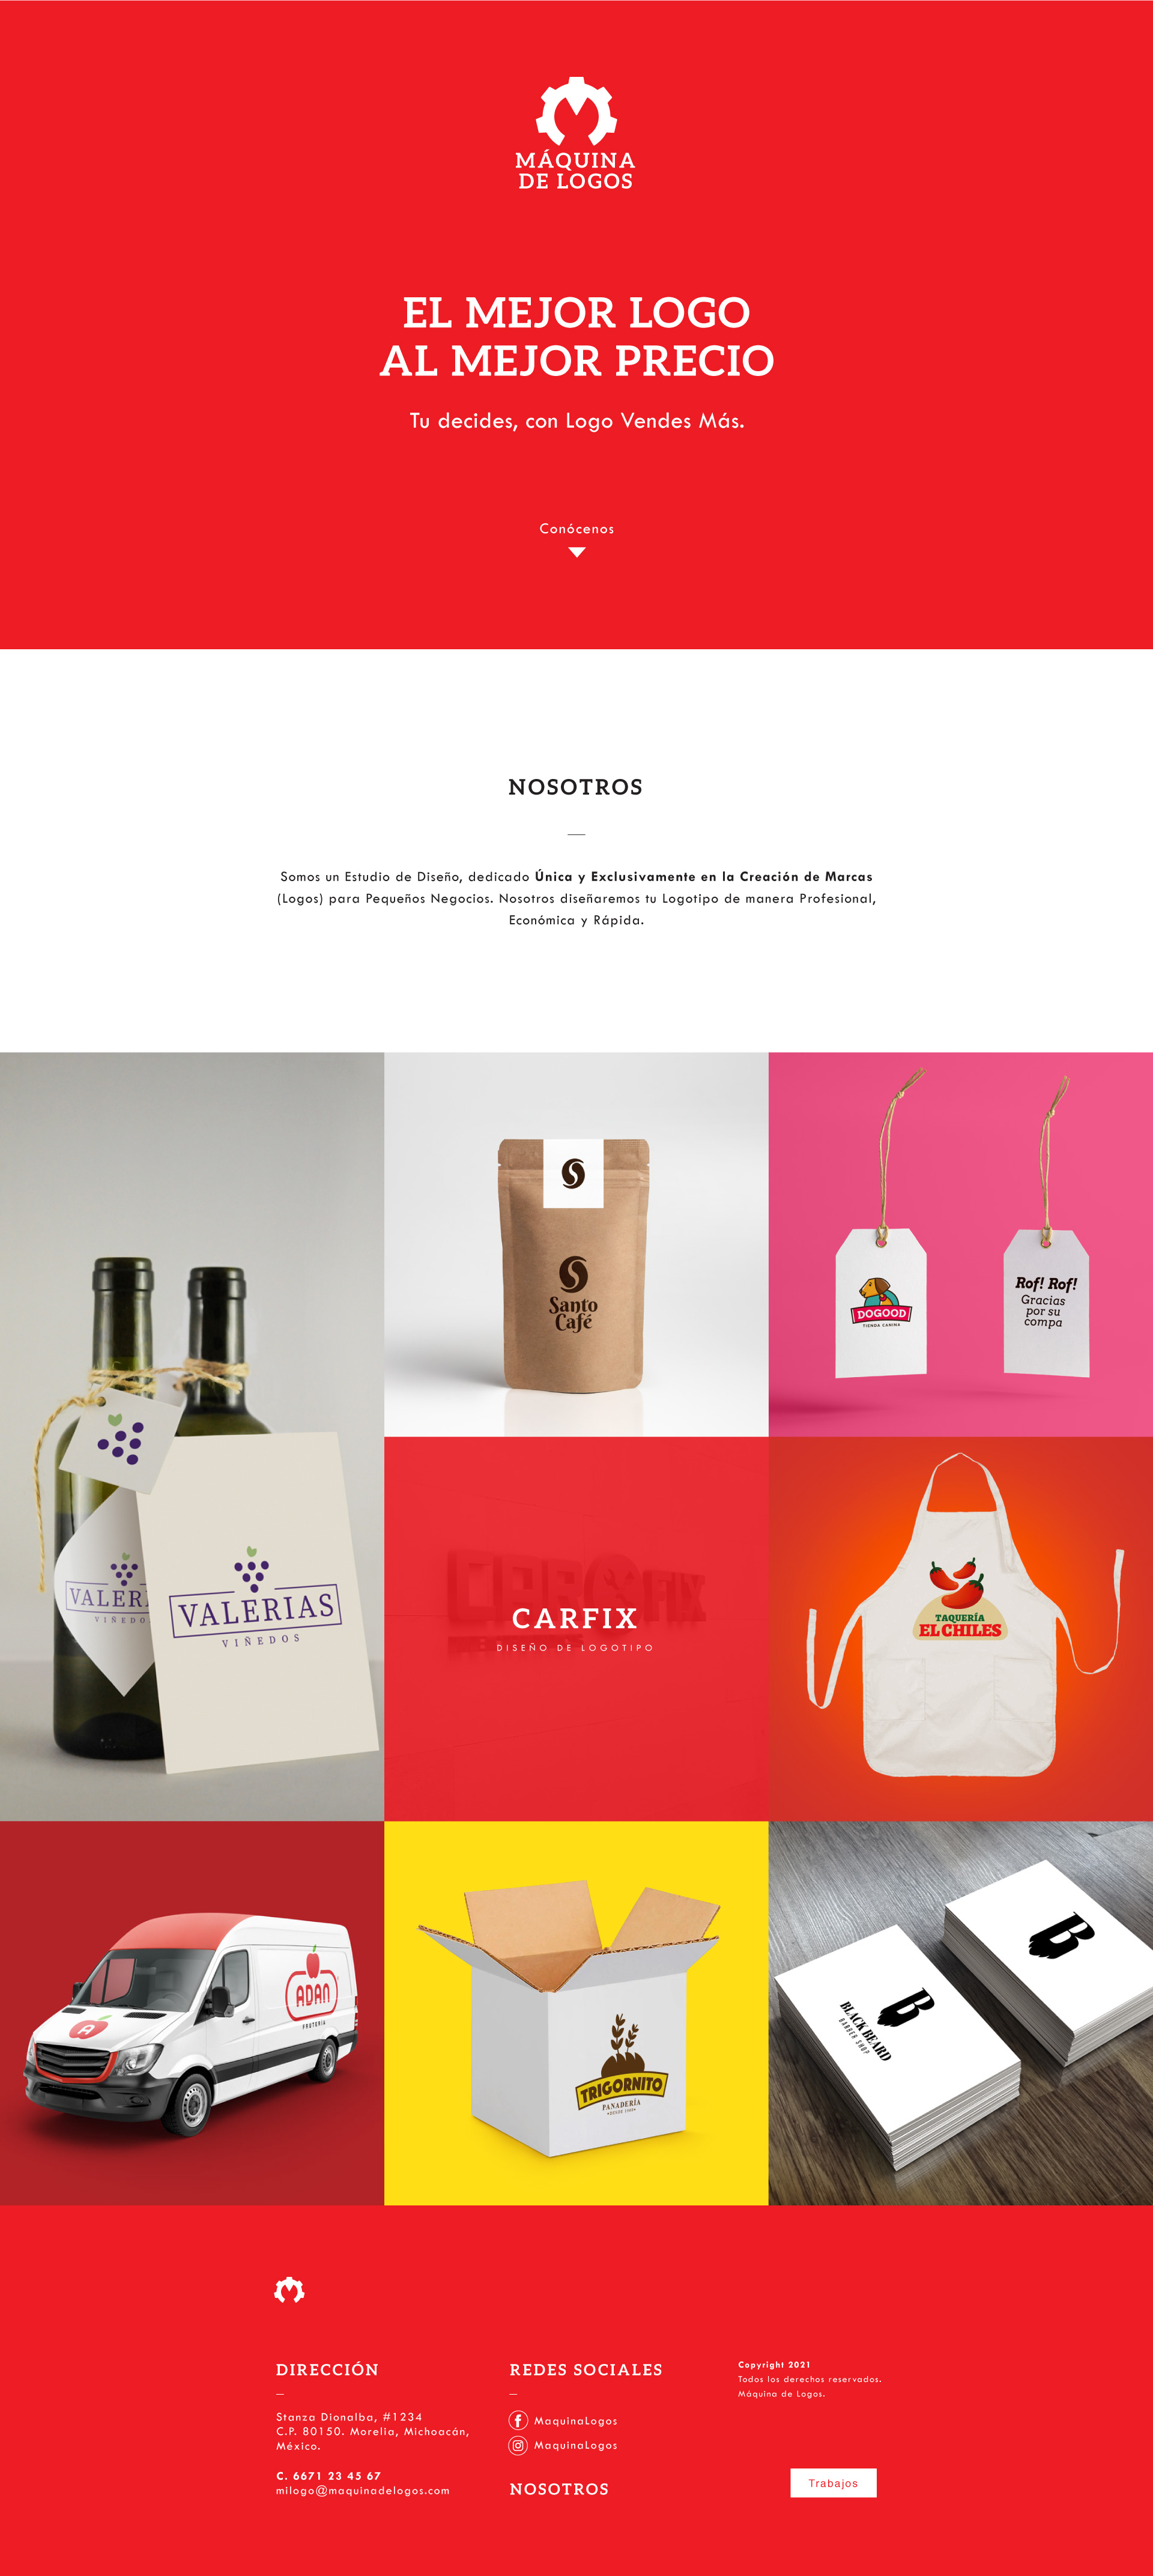 MÁQUINA
DE LOGOS
EL MEJOR LOGO
AL MEJOR PRECIO
Tu decides, con Logo Vendes Más.
Conócenos
NOSOTROS
Somos un Estudio de Diseño, dedicado Única y Exclusivamente en la Creación de Marcas
(Logos) para Pequeños Negocios. Nosotros diseñaremos tu Logotipo de manera Profesional,
Económica y Rápida.
VALER
VIÑEDO
VALERIAS
VIÑEDOS
S
Santo
Café
DOGOOD
TIENDA CANINA
Rof! Rof!
Gracias
por su
compa
FIX
CARFIX
DISEÑO DE LOGOTIPO
TAQUERÍA
EL CHILES
A
ADAN
FRUTERIA
TRIGORNITO
PANADERÍA
B
BLACK BEARD
BARBER SHOP
B
DIRECCIÓN
Stanza Dionalba, #1234
C.P. 80150. Morelia, Michoacán,
México.
C. 6671 23 45 67
milogo@maquinadelogos.com
REDES SOCIALES
MaquinaLogos
MaquinaLogos
NOSOTROS
Copyright 2021
Todos los derechos reservados.
Máquina de Logos.
Trabajos